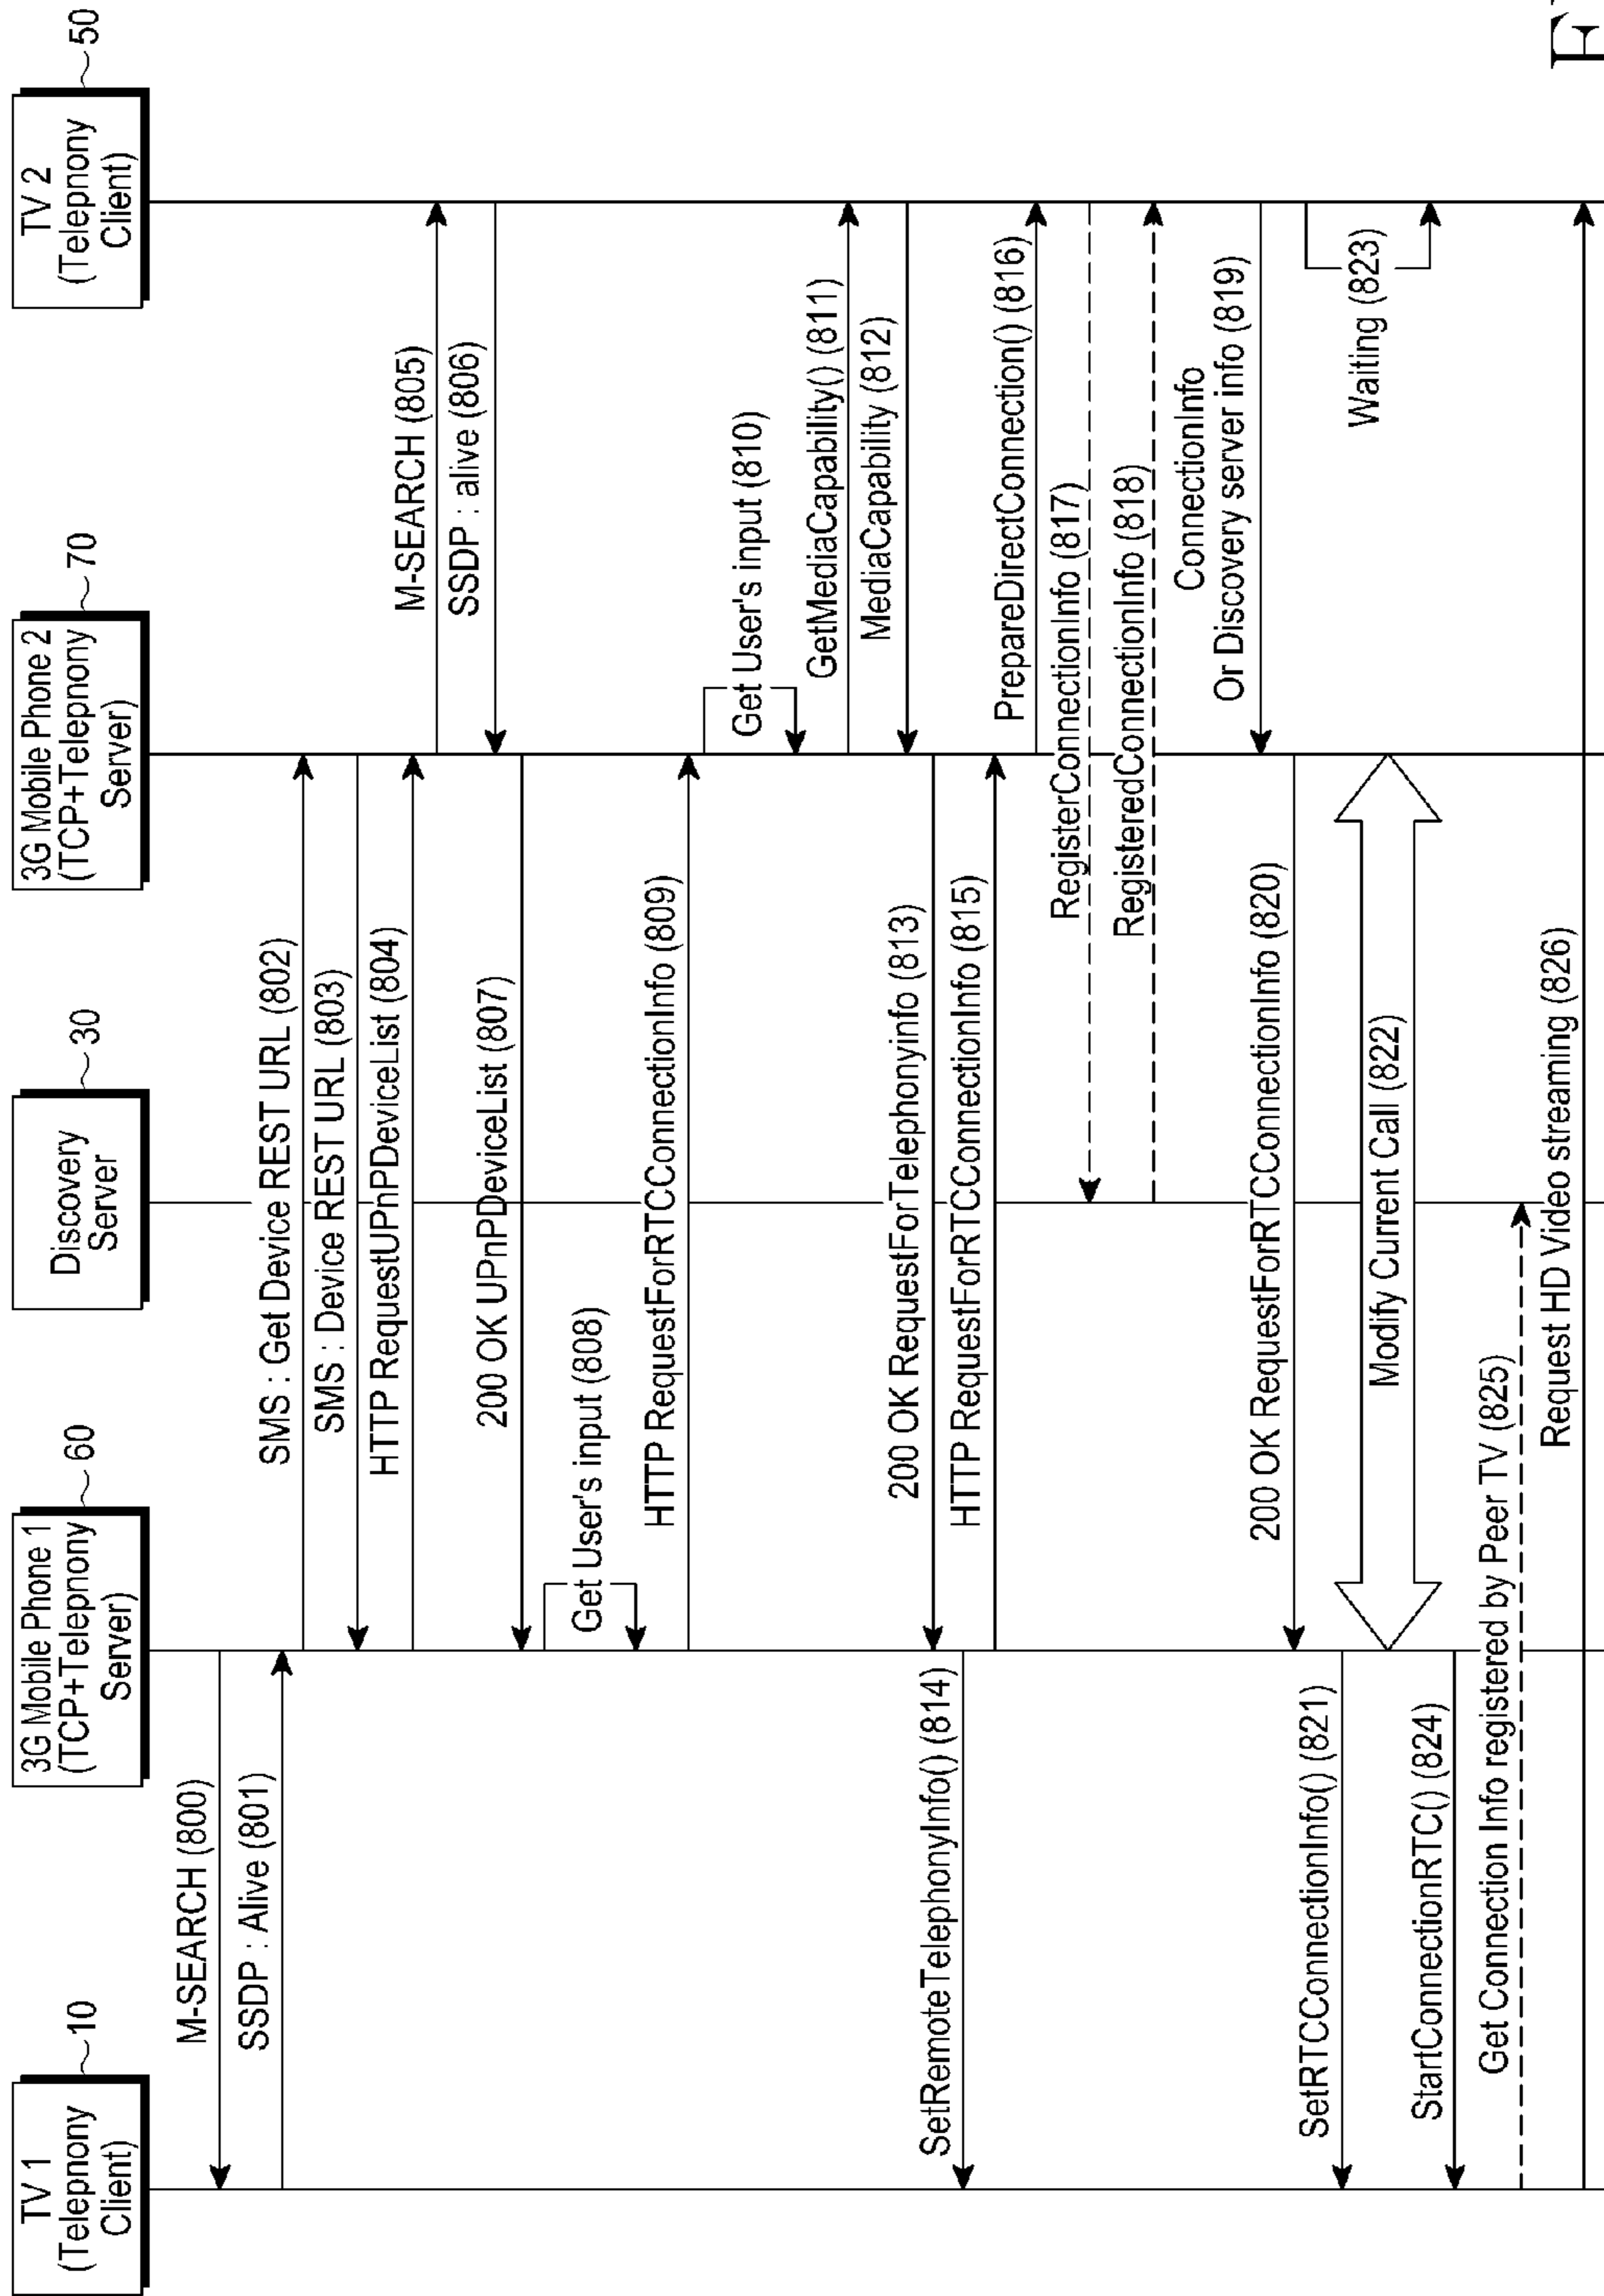 TV 1
(Telepnony
Client)
10
3G Mobile Phone 1
(TCP+Telepnony
Server)
60
Discovery
Server
30
3G Mobile Phone 2
(TCP+Telepnony
Server)
70
TV 2
(Telepnony
Client)
50
M-SEARCH (800)
SSDP : Alive (801)
SMS : Get Device REST URL (802)
SMS : Device REST URL (803)
HTTP RequestUPnPDeviceList (804)
M-SEARCH (805)
SSDP : alive (806)
200 OK UPnPDeviceList (807)
Get User's input (808)
HTTP RequestForRTCConnectionInfo (809)
Get User's input (810)
GetMediaCapability() (811)
MediaCapability (812)
200 OK RequestForTelephonyinfo (813)
SetRemoteTelephonyInfo() (814)
HTTP RequestForRTCConnectionInfo (815)
PrepareDirectConnection() (816)
RegisterConnectionInfo (817)
RegisteredConnectionInfo (818)
ConnectionInfo
Or Discovery server info (819)
200 OK RequestForRTCConnectionInfo (820)
SetRTCConnectionInfo() (821)
Modify Current Call (822)
Waiting (823)
StartConnectionRTC() (824)
Get Connection Info registered by Peer TV (825)
Request HD Video streaming (826)